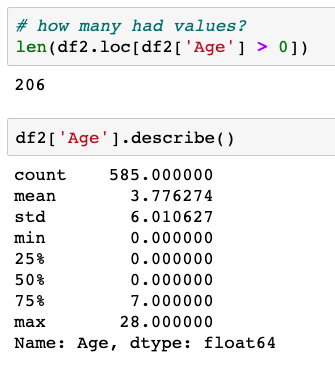 # how many had values?
len(df2.loc[df2['Age'] > 0])
206
df2['Age'].describe()
count    585.000000
mean       3.776274
std        6.010627
min        0.000000
25%        0.000000
50%        0.000000
75%        7.000000
max       28.000000
Name: Age, dtype: float64